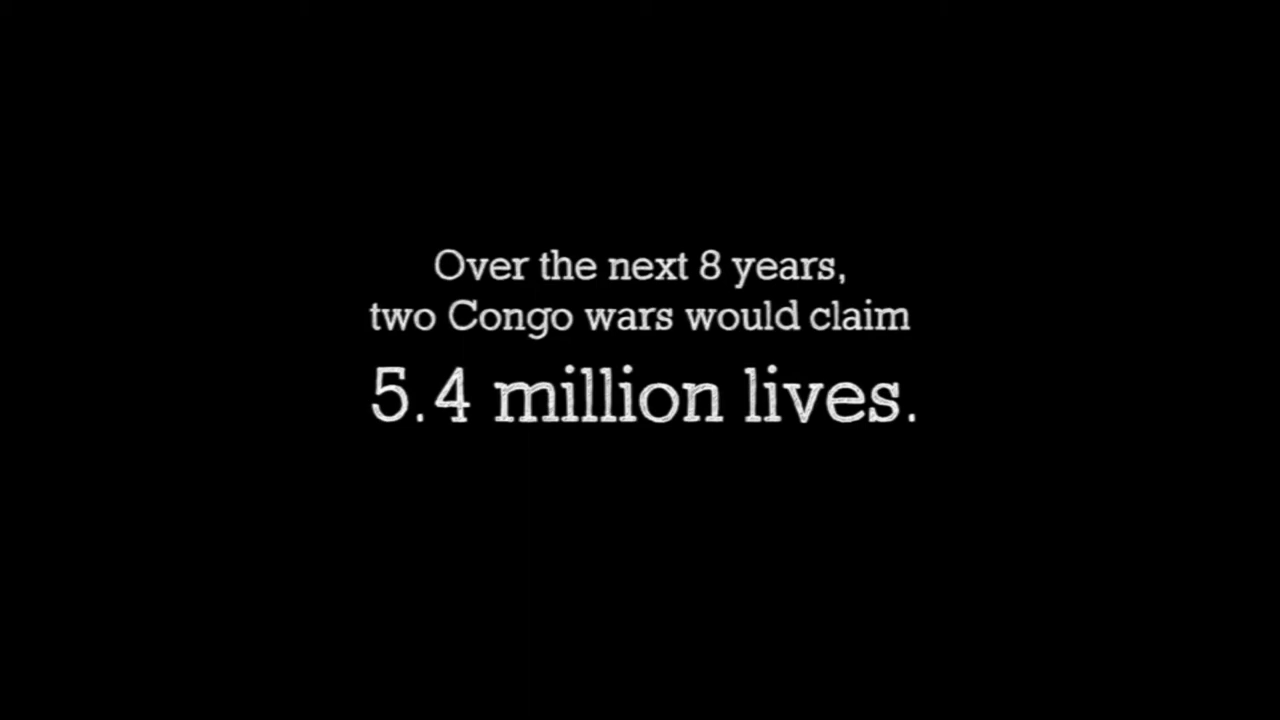 Over the next 8 years,
two Congo wars would claim
5.4 million lives.